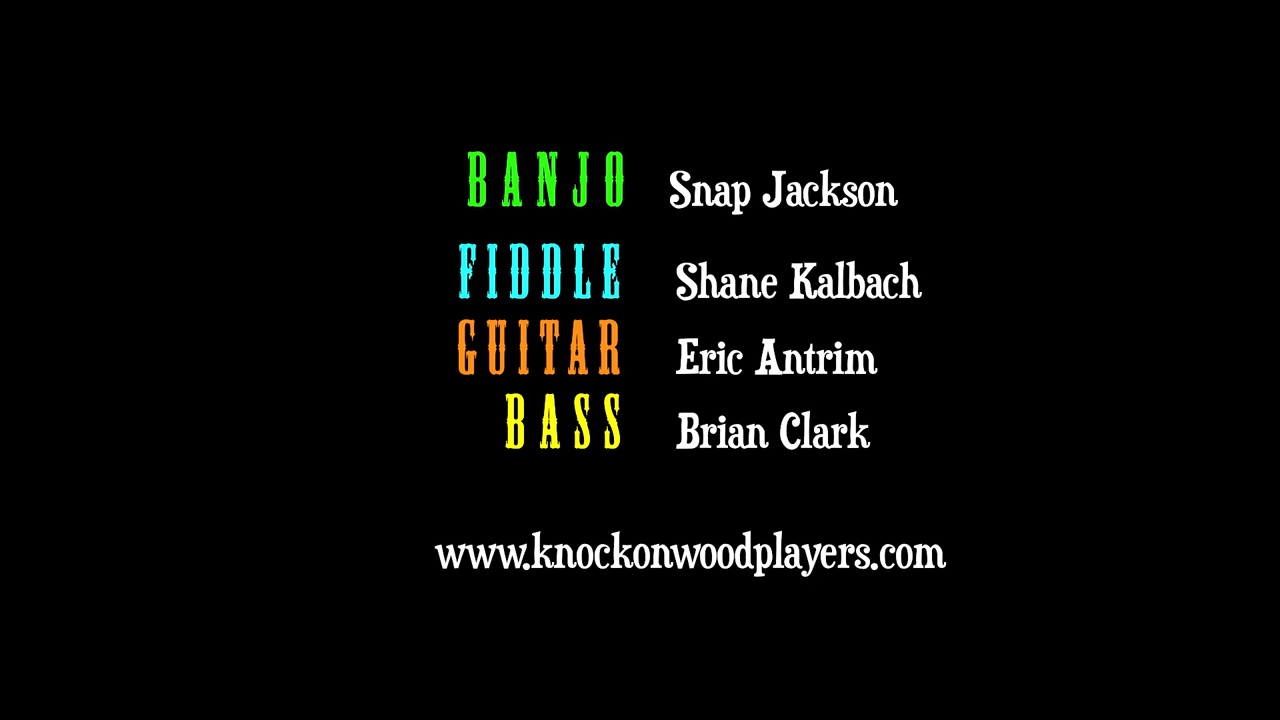 BANJO Snap Jackson
FIDDLE Shane Kalbach
GUITAR Eric Antrim
BASS Brian Clark
www.knockonwoodplayers.com